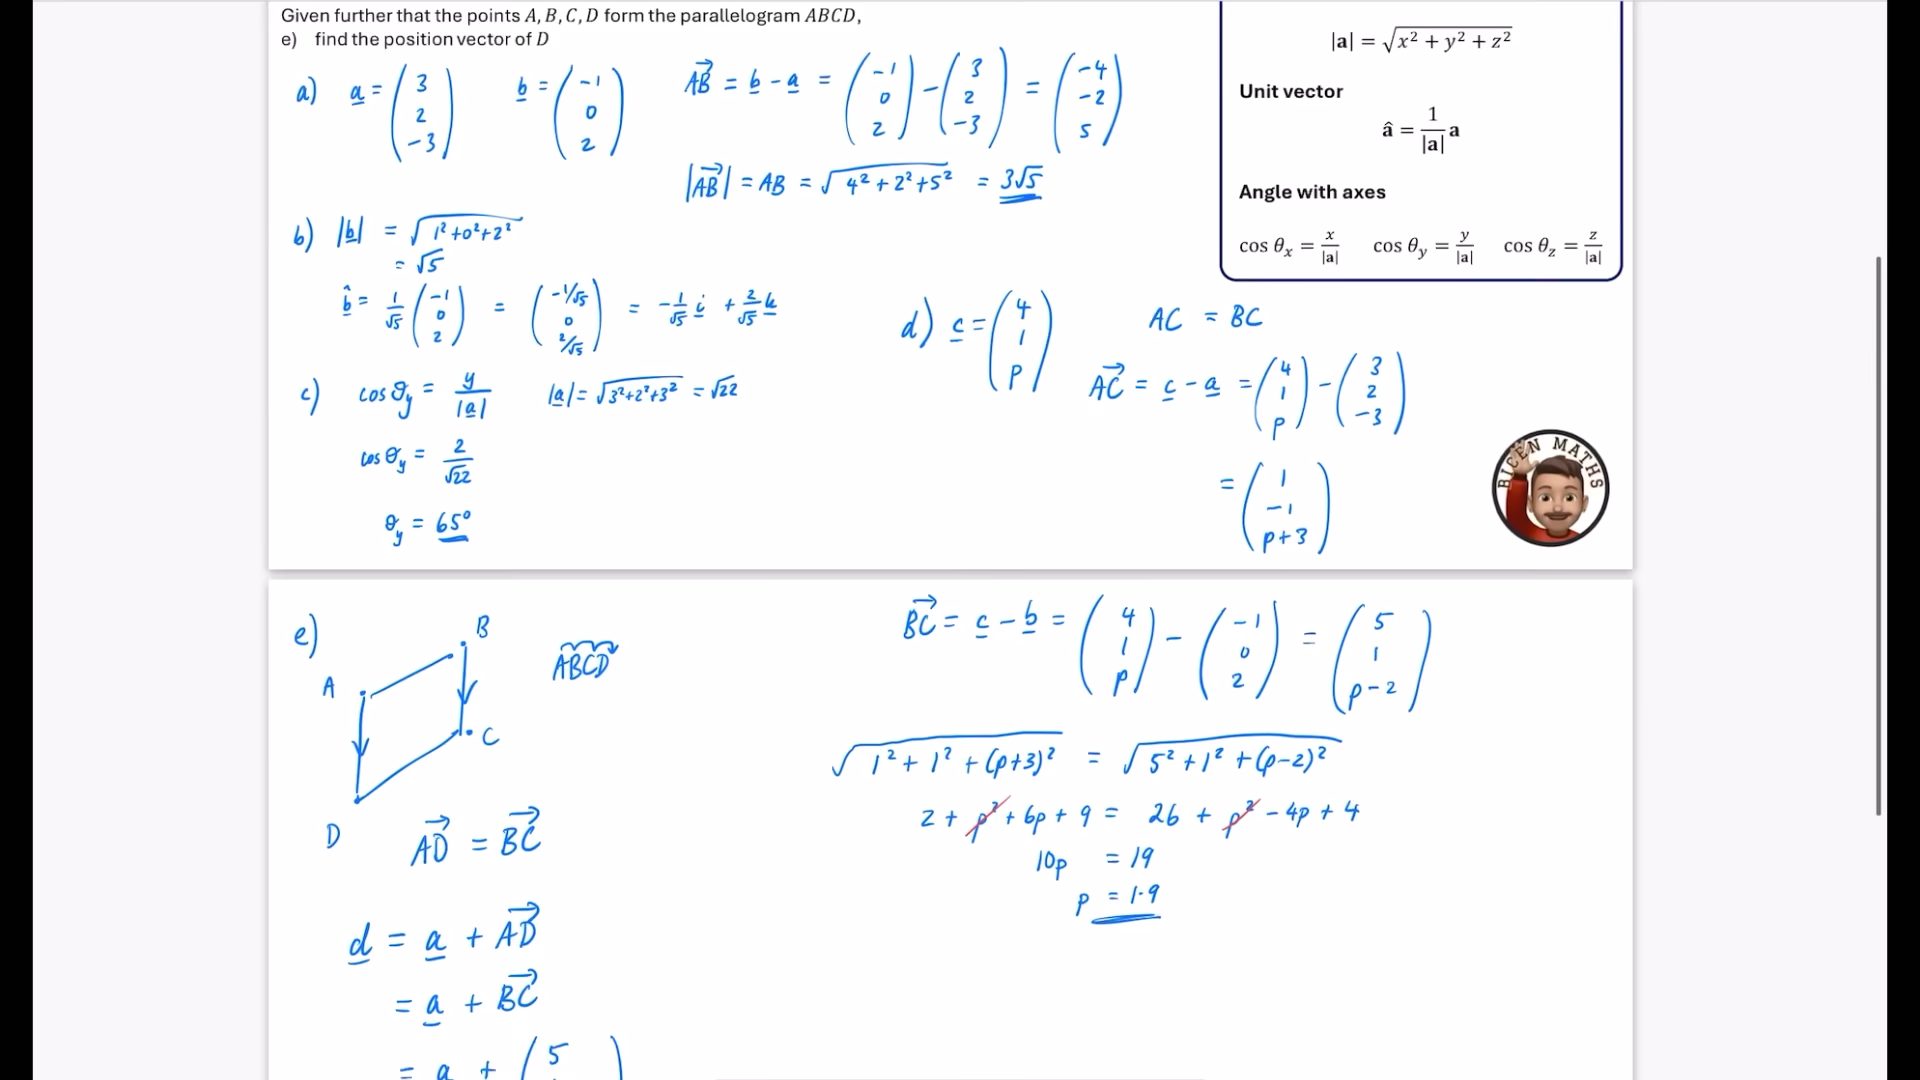 Given further that the points A, B, C, D form the parallelogram ABCD,
e) find the position vector of D
|a| = √x² + y² + z²
Unit vector
â = 1/|a| a
Angle with axes
cos θx = x/|a| cos θy = y/|a| cos θz = z/|a|
a) a = (3 2 -3) b = (-1 0 2) AB = b - a = (-1 0 2) - (3 2 -3) = (-4 -2 5)
|AB| = AB = √4² + 2² + 5² = 3√5
b) |b| = √1²+0²+2²
= √5
b̂ = 1/√5 (-1 0 2) = (-1/√5 0 2/√5) = -1/√5 i + 2/√5 k
c) cos θy = y/|a| |a| = √3²+2²+3² = √22
cos θy = 2/√22
θy = 65°
d) c = (4 1 p) AC = BC
AC = c - a = (4 1 p) - (3 2 -3)
= (1 -1 p+3)
BICEN MATHS
e)
A
B
C
D
ABCD
AD = BC
d = a + AD
= a + BC
= a + (5
BC = c - b = (4 1 p) - (-1 0 2) = (5 1 p-2)
√1² + 1² + (p+3)² = √5² + 1² + (p-2)²
2 + p² + 6p + 9 = 26 + p² - 4p + 4
10p = 19
p = 1.9